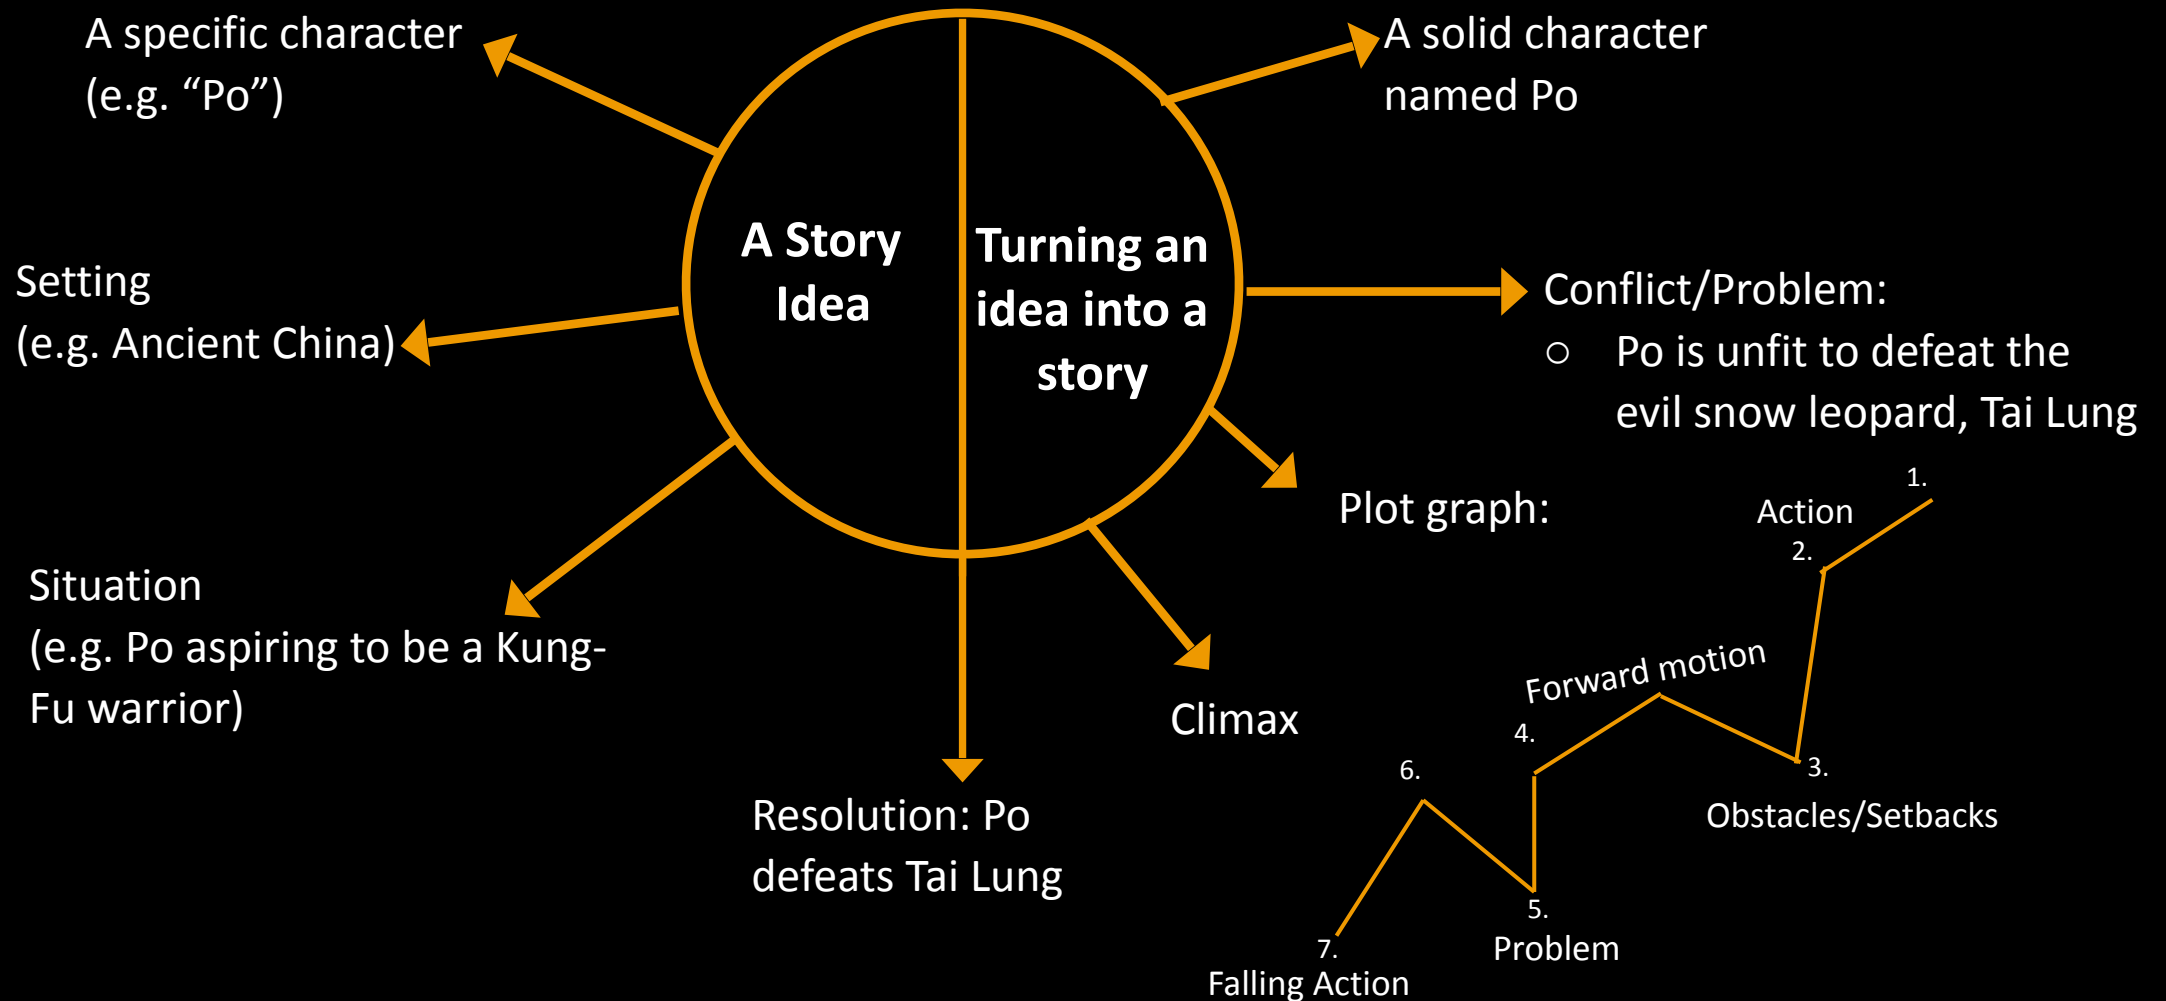 A specific character
(e.g. “Po”)
Setting
(e.g. Ancient China)
Situation
(e.g. Po aspiring to be a Kung-
Fu warrior)
A Story
Idea
Turning an
idea into a
story
A solid character
named Po
Conflict/Problem:
○ Po is unfit to defeat the
evil snow leopard, Tai Lung
Plot graph:
1.
Action
2.
Forward motion
4.
3.
Obstacles/Setbacks
6.
5.
Problem
7.
Falling Action
Climax
Resolution: Po
defeats Tai Lung